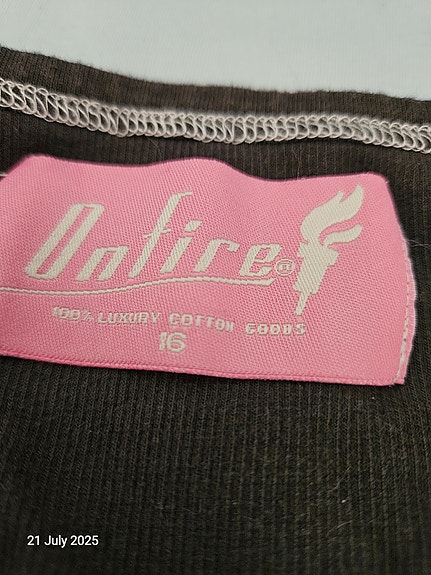 Onfire®
100% LUXURY COTTON GOODS
16
21 July 2025